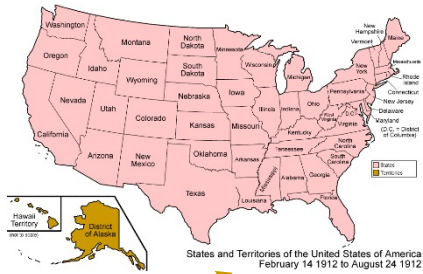 Washington
Oregon
California
Nevada
Idaho
Montana
Wyoming
Utah
Arizona
Colorado
New
Mexico
North
Dakota
South
Dakota
Nebraska
Kansas
Oklahoma
Texas
Minnesota
Iowa
Missouri
Arkansas
Louisiana
Wisconsin
Illinois
Michigan
Indiana
Ohio
Kentucky
Tennessee
Mississippi
Alabama
Georgia
Florida
South
Carolina
North
Carolina
Virginia
West
Virginia
D.C.
Pennsylvania
New
York
Vermont
New
Hampshire
Maine
Massachusetts
Rhode
Island
Connecticut
New Jersey
Delaware
Maryland
(D.C. = District
of Columbia)
States
Territories
Hawaii
Territory
(not to scale)
District
of Alaska
States and Territories of the United States of America
February 14 1912 to August 24 1912